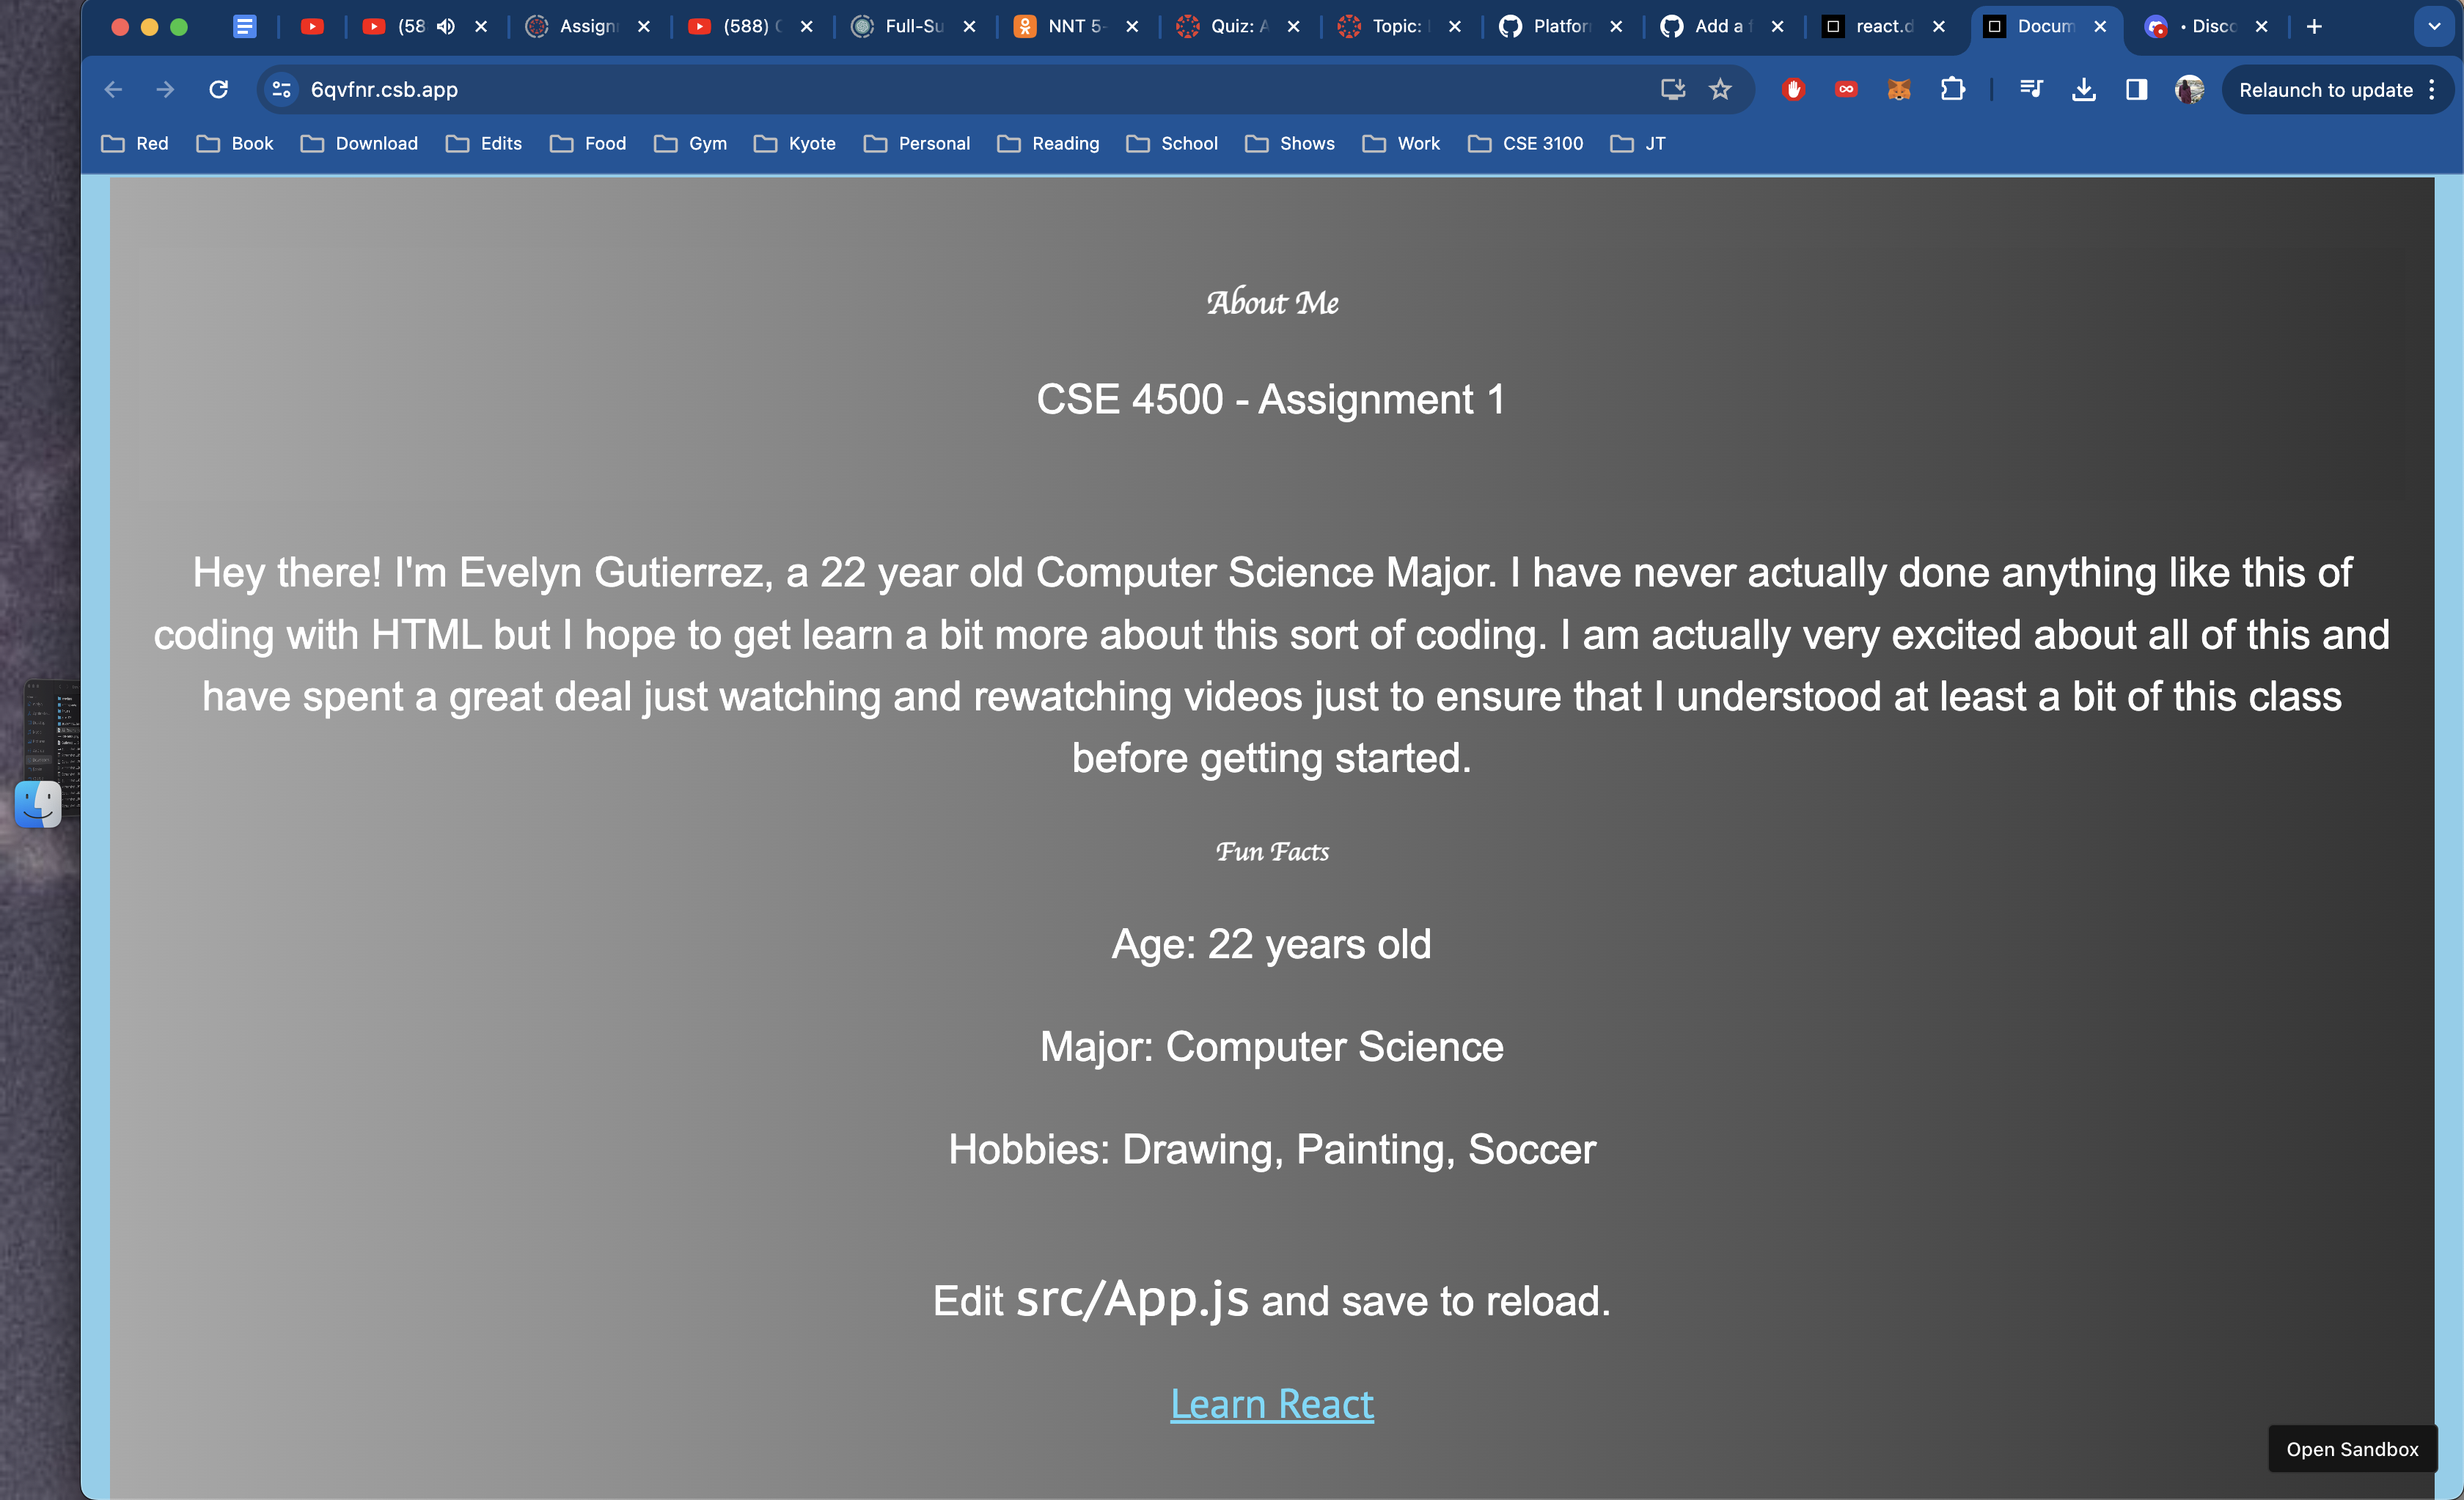 (58
Assign
(588)
Full-Su
NNT 5-
Quiz: A
Topic:
Platfor
Add a f
react.d
Docum
• Disco
6qvfnr.csb.app
Relaunch to update
Red Book Download Edits Food Gym Kyote Personal Reading School Shows Work CSE 3100 JT
About Me
CSE 4500 - Assignment 1
Hey there! I'm Evelyn Gutierrez, a 22 year old Computer Science Major. I have never actually done anything like this of
coding with HTML but I hope to get learn a bit more about this sort of coding. I am actually very excited about all of this and
have spent a great deal just watching and rewatching videos just to ensure that I understood at least a bit of this class
before getting started.
Fun Facts
Age: 22 years old
Major: Computer Science
Hobbies: Drawing, Painting, Soccer
Edit src/App.js and save to reload.
Learn React
Open Sandbox